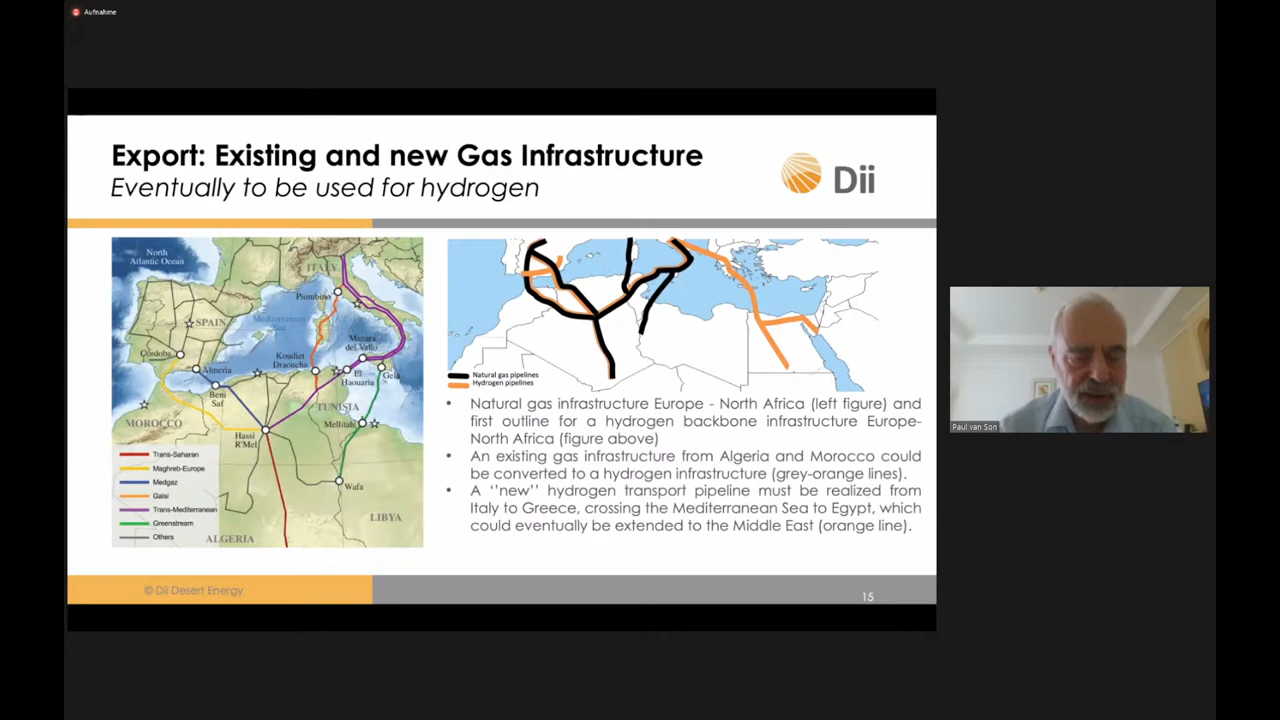 Aufnahme
Export: Existing and new Gas Infrastructure
Eventually to be used for hydrogen
Dii
North
Atlantic Ocean
ITALY
Piombino
SPAIN
Mediterranean
Sea
Mazara
del Vallo
Córdoba
Koudiet
Draoucha
Almeria
El
Haouaria
Gela
Beni
Saf
TUNISIA
MOROCCO
Mellitah
Hassi
R'Mel
Trans-Saharan
Maghreb-Europe
Medgaz
Wafa
Galsi
Trans-Mediterranean
Greenstream
LIBYA
Others
ALGERIA
Natural gas pipelines
Hydrogen pipelines
• Natural gas infrastructure Europe - North Africa (left figure) and
first outline for a hydrogen backbone infrastructure Europe-
North Africa (figure above)
• An existing gas infrastructure from Algeria and Morocco could
be converted to a hydrogen infrastructure (grey-orange lines).
• A ‘’new’’ hydrogen transport pipeline must be realized from
Italy to Greece, crossing the Mediterranean Sea to Egypt, which
could eventually be extended to the Middle East (orange line).
© Dii Desert Energy
15
Paul van Son